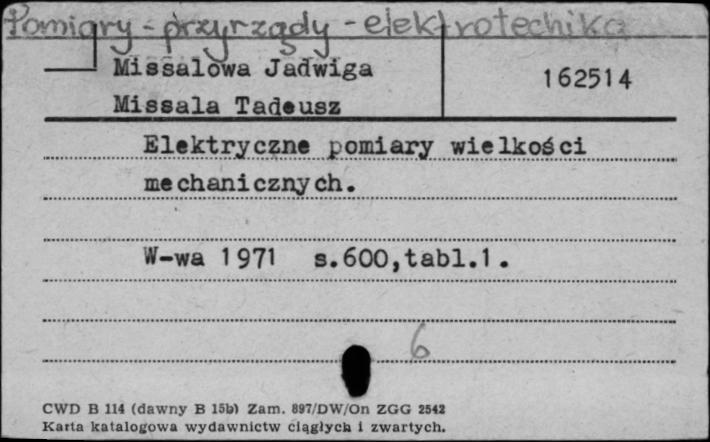 Pomiary - przyrządy - elektrotechika
Missalowa Jadwiga
162514
Missala Tadeusz
Elektryczne pomiary wielkości
mechanicznych.
W-wa 1971 s.600,tabl.1.
6
CWD B 114 (dawny B 15b) Zam. 897/DW/On ZGG 2542
Karta katalogowa wydawnictw ciągłych i zwartych.